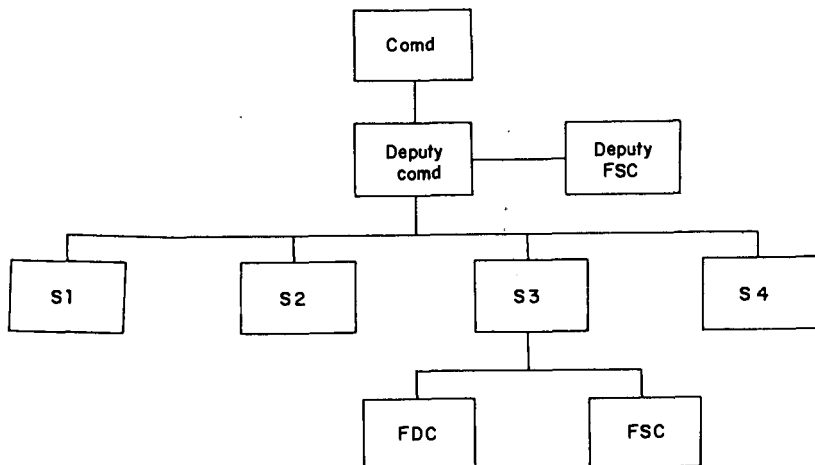 Comd
Deputy
comd
Deputy
FSC
S1
S2
S3
S4
FDC
FSC